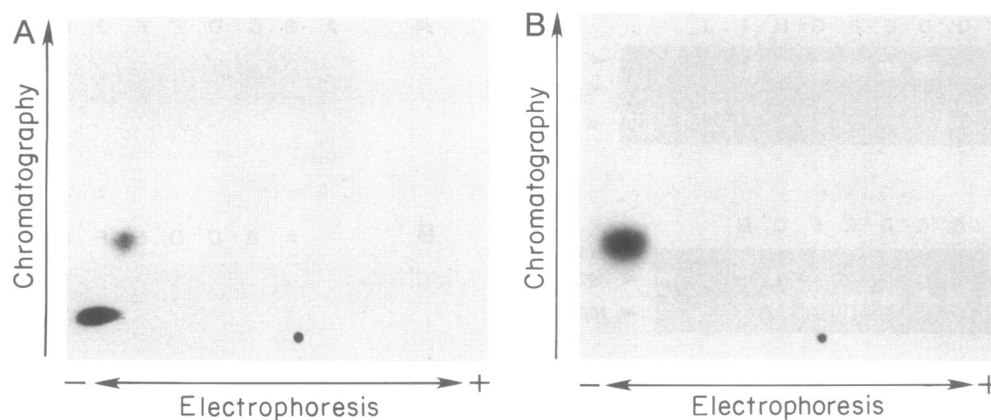 A
B
Chromatography
Chromatography
− +
Electrophoresis
− +
Electrophoresis